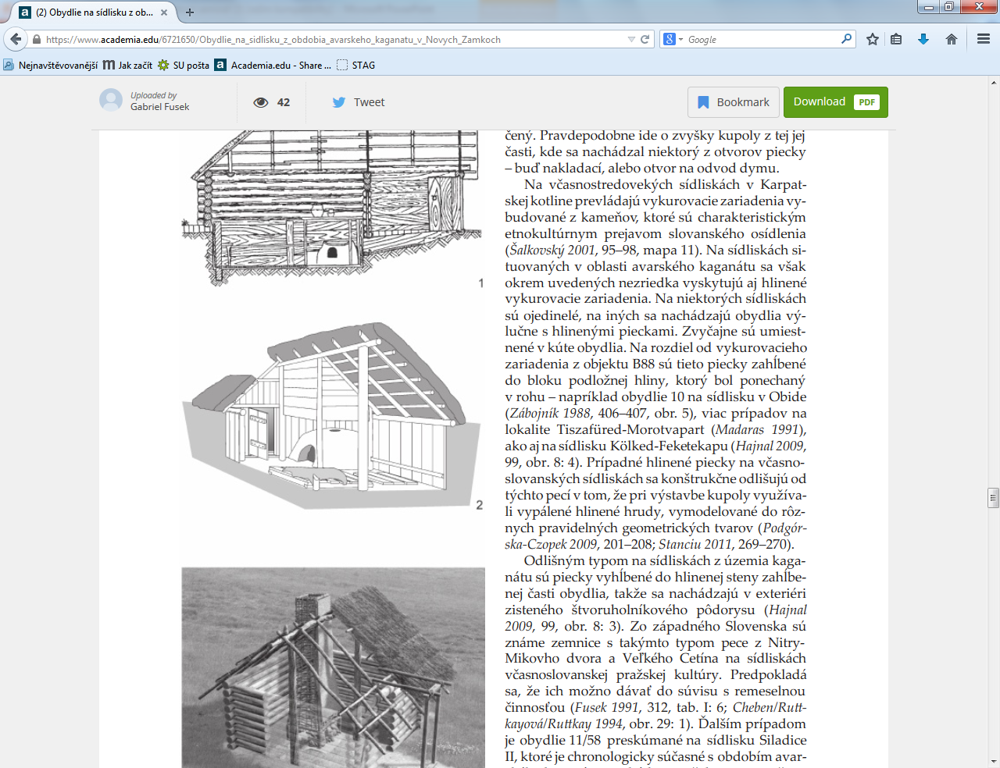 (2) Obydlie na sídlisku z ob...
https://www.academia.edu/6721650/Obydlie_na_sidlisku_z_obdobia_avarskeho_kaganatu_v_Novych_Zamkoch
Google
Nejnavštěvovanější
Jak začít
SU pošta
Academia.edu - Share ...
STAG
Uploaded by
Gabriel Fusek
42
Tweet
Bookmark
Download PDF
1
2
čený. Pravdepodobne ide o zvyšky kupoly z tej jej
časti, kde sa nachádzal niektorý z otvorov piecky
– buď nakladací, alebo otvor na odvod dymu.
Na včasnostredovekých sídliskách v Karpat-
skej kotline prevládajú vykurovacie zariadenia vy-
budované z kameňov, ktoré sú charakteristickým
etnokultúrnym prejavom slovanského osídlenia
(Šalkovský 2001, 95–98, mapa 11). Na sídliskách si-
tuovaných v oblasti avarského kaganátu sa však
okrem uvedených nezriedka vyskytujú aj hlinené
vykurovacie zariadenia. Na niektorých sídliskách
sú ojedinelé, na iných sa nachádzajú obydlia vý-
lučne s hlinenými pieckami. Zvyčajne sú umiest-
nené v kúte obydlia. Na rozdiel od vykurovacieho
zariadenia z objektu B88 sú tieto piecky zahĺbené
do bloku podložnej hliny, ktorý bol ponechaný
v rohu – napríklad obydlie 10 na sídlisku v Obide
(Zábojník 1988, 406–407, obr. 5), viac prípadov na
lokalite Tiszafüred-Morotvapart (Madaras 1991),
ako aj na sídlisku Kölked-Feketekapu (Hajnal 2009,
99, obr. 8: 4). Prípadné hlinené piecky na včasno-
slovanských sídliskách sa konštrukčne odlišujú od
týchto pecí v tom, že pri výstavbe kupoly využíva-
li vypálené hlinené hrudy, vymodelované do rôz-
nych pravidelných geometrických tvarov (Podgór-
ska-Czopek 2009, 201–208; Stanciu 2011, 269–270).
Odlišným typom na sídliskách z územia kaga-
nátu sú piecky vyhĺbené do hlinenej steny zahĺbe-
nej časti obydlia, takže sa nachádzajú v exteriéri
zisteného štvoruholníkového pôdorysu (Hajnal
2009, 99, obr. 8: 3). Zo západného Slovenska sú
známe zemnice s takýmto typom pece z Nitry-
Mikovho dvora a Veľkého Cetína na sídliskách
včasnoslovanskej pražskej kultúry. Predpokladá
sa, že ich možno dávať do súvisu s remeselnou
činnosťou (Fusek 1991, 312, tab. I: 6; Cheben/Rutt-
kayová/Ruttkay 1994, obr. 29: 1). Ďalším prípadom
je obydlie 11/58 preskúmané na sídlisku Siladice
II, ktoré je chronologicky súčasné s obdobím avar-